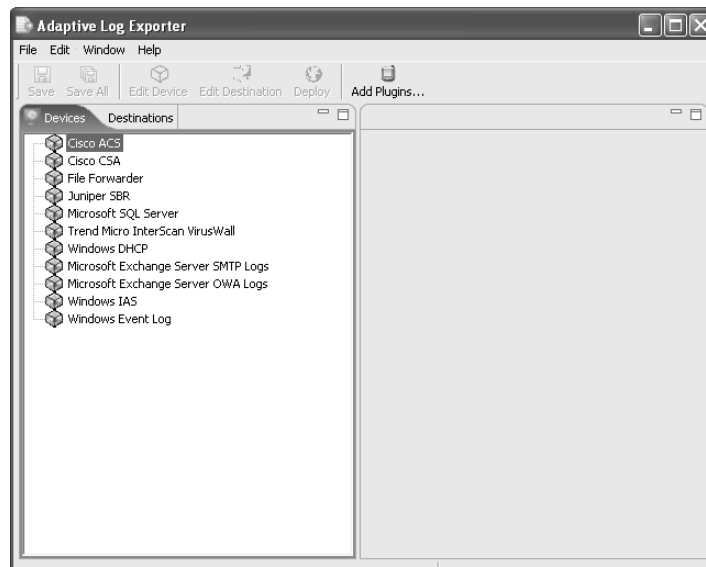 Adaptive Log Exporter
File Edit Window Help
Save Save All Edit Device Edit Destination Deploy Add Plugins...
Devices Destinations
Cisco ACS
Cisco CSA
File Forwarder
Juniper SBR
Microsoft SQL Server
Trend Micro InterScan VirusWall
Windows DHCP
Microsoft Exchange Server SMTP Logs
Microsoft Exchange Server OWA Logs
Windows IAS
Windows Event Log